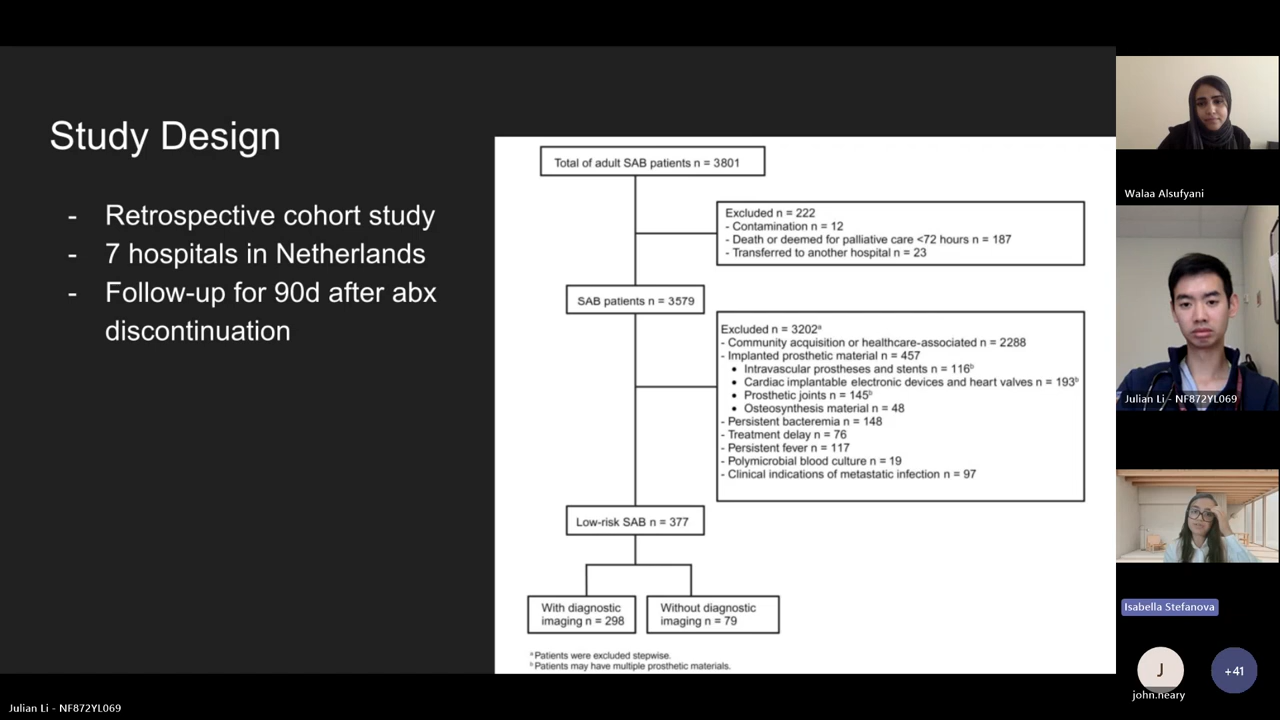 Study Design
- Retrospective cohort study
- 7 hospitals in Netherlands
- Follow-up for 90d after abx
discontinuation
Total of adult SAB patients n = 3801
Excluded n = 222
- Contamination n = 12
- Death or deemed for palliative care <72 hours n = 187
- Transferred to another hospital n = 23
SAB patients n = 3579
Excluded n = 3202ᵃ
- Community acquisition or healthcare-associated n = 2288
- Implanted prosthetic material n = 457
• Intravascular prostheses and stents n = 116ᵇ
• Cardiac implantable electronic devices and heart valves n = 193ᵇ
• Prosthetic joints n = 145ᵇ
• Osteosynthesis material n = 48
- Persistent bacteremia n = 148
- Treatment delay n = 76
- Persistent fever n = 117
- Polymicrobial blood culture n = 19
- Clinical indications of metastatic infection n = 97
Low-risk SAB n = 377
With diagnostic
imaging n = 298
Without diagnostic
imaging n = 79
ᵃ Patients were excluded stepwise.
ᵇ Patients may have multiple prosthetic materials.
Walaa Alsufyani
Julian Li - NF872YL069
Isabella Stefanova
J
+41
john.neary
Julian Li - NF872YL069